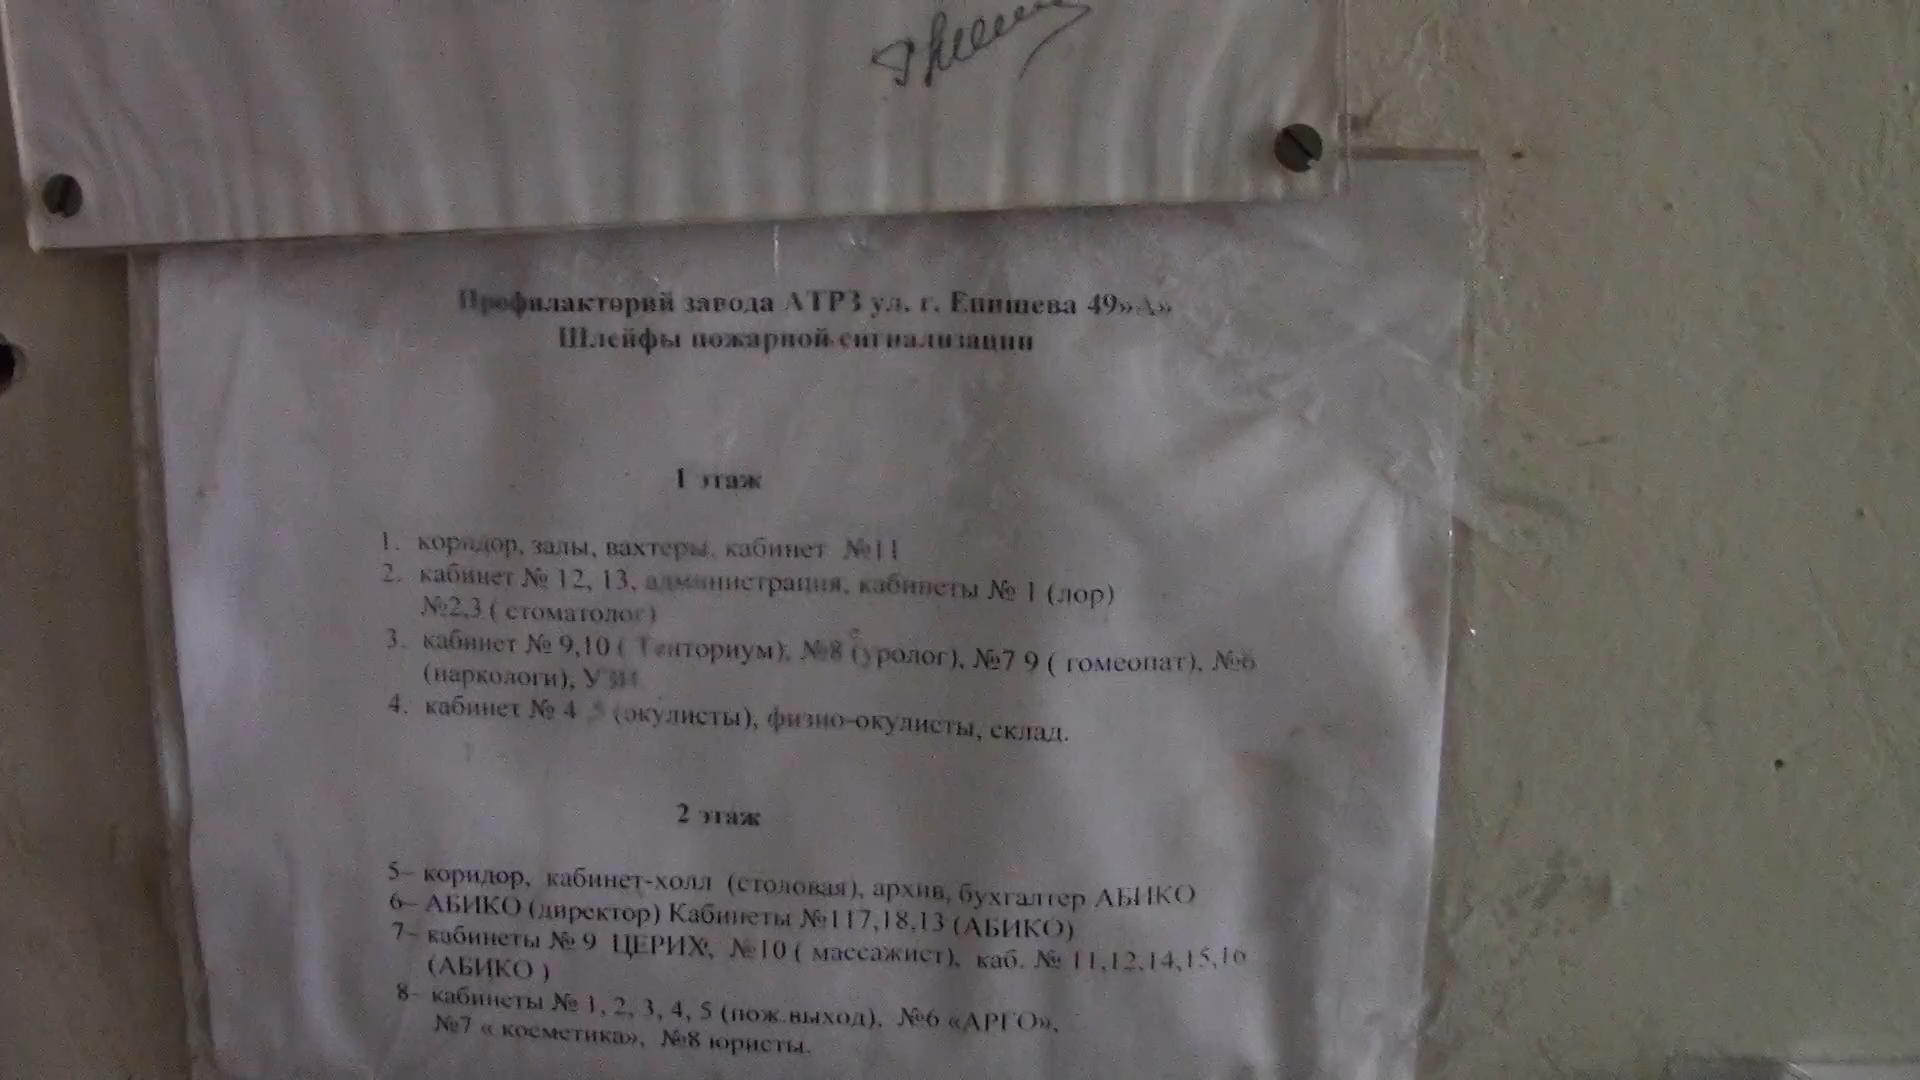 Профилакторий завода АТРЗ ул. г. Епишева 49»А»
Шлейфы пожарной сигнализации
1 этаж
1. коридор, залы, вахтеры, кабинет №11
2. кабинет № 12, 13, администрация, кабинеты № 1 (лор)
№2,3 ( стоматолог)
3. кабинет № 9,10 ( Тенториум), №8 (уролог), №7 9 ( гомеопат), №6
(наркологи), УЗИ
4. кабинет № 4 ,5 (окулисты), физио-окулисты, склад.
2 этаж
5– коридор, кабинет-холл (столовая), архив, бухгалтер АБИКО
6– АБИКО (директор) Кабинеты №117,18,13 (АБИКО)
7– кабинеты № 9 ЦЕРИХ, №10 ( массажист), каб. № 11,12,14,15,16
(АБИКО )
8– кабинеты № 1, 2, 3, 4, 5 (пож.выход), №6 «АРГО»,
№7 « косметика», №8 юристы.